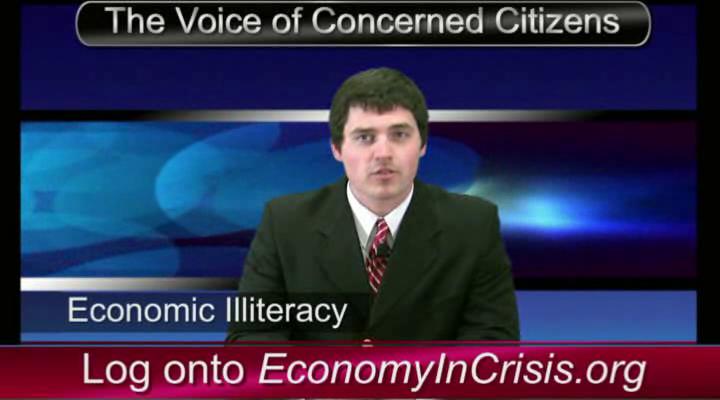 The Voice of Concerned Citizens
Economic Illiteracy
Log onto EconomyInCrisis.org